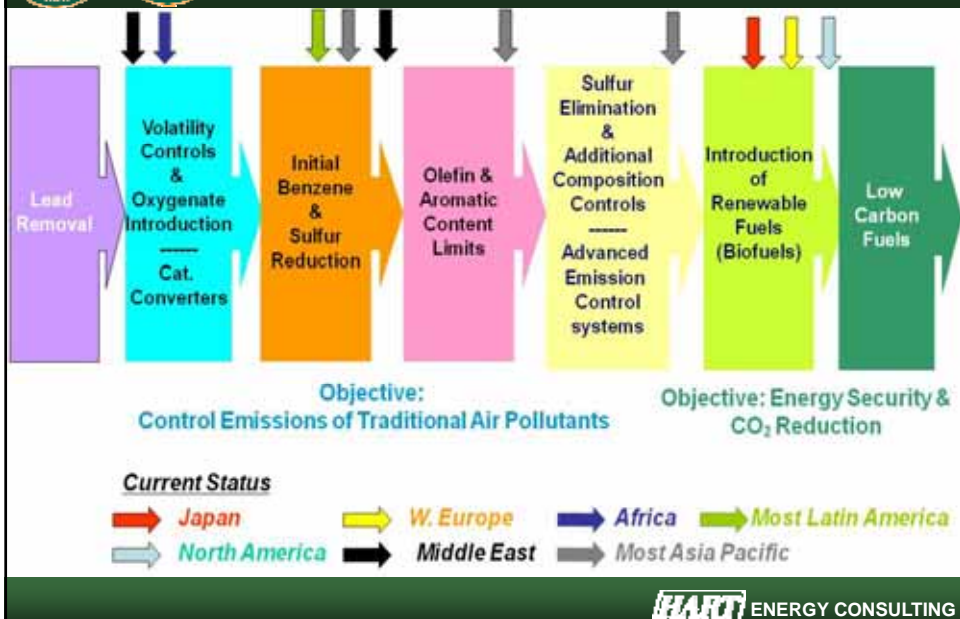 Lead
Removal
Volatility
Controls
&
Oxygenate
Introduction
------
Cat.
Converters
Initial
Benzene
&
Sulfur
Reduction
Olefin &
Aromatic
Content
Limits
Sulfur
Elimination
&
Additional
Composition
Controls
------
Advanced
Emission
Control
systems
Introduction
of
Renewable
Fuels
(Biofuels)
Low
Carbon
Fuels
Objective:
Control Emissions of Traditional Air Pollutants
Objective: Energy Security &
CO₂ Reduction
Current Status
Japan
W. Europe
Africa
Most Latin America
North America
Middle East
Most Asia Pacific
HART ENERGY CONSULTING